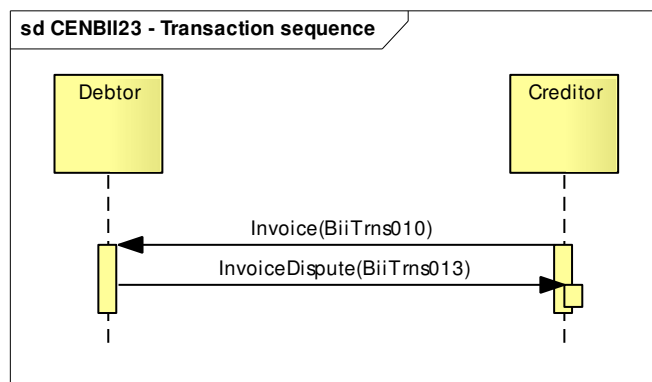 sd CENBII23 - Transaction sequence
Debtor
Creditor
Invoice(BiiTrns010)
InvoiceDispute(BiiTrns013)